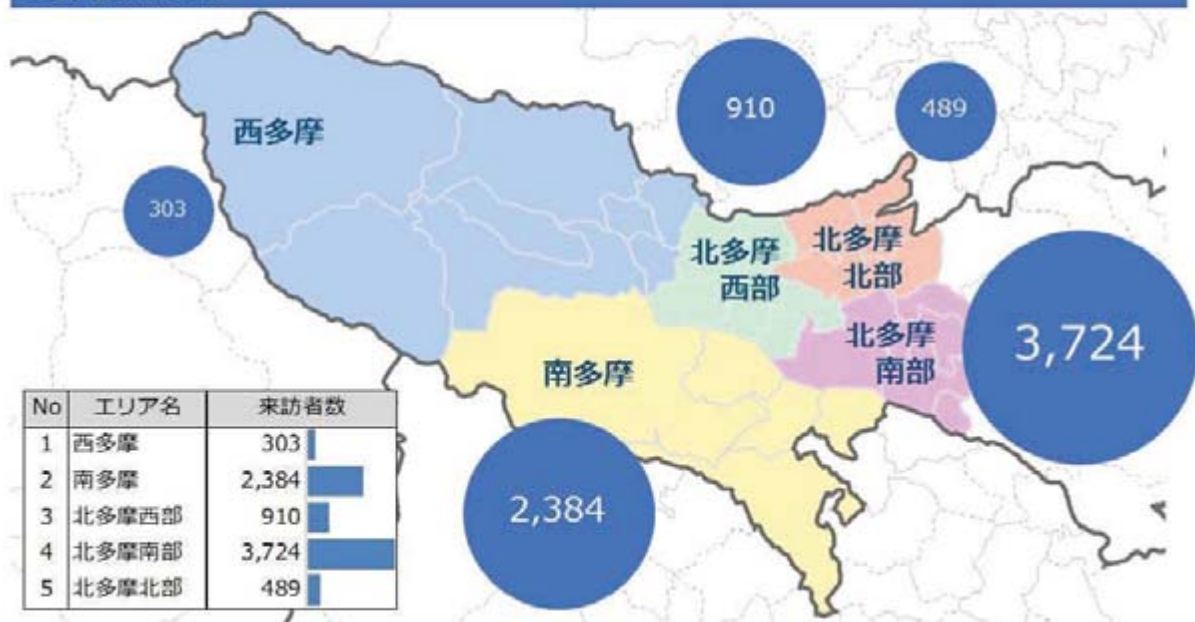 910
489
西多摩
303
北多摩
西部
北多摩
北部
3,724
北多摩
南部
南多摩
2,384
No エリア名 来訪者数
1 西多摩 303
2 南多摩 2,384
3 北多摩西部 910
4 北多摩南部 3,724
5 北多摩北部 489